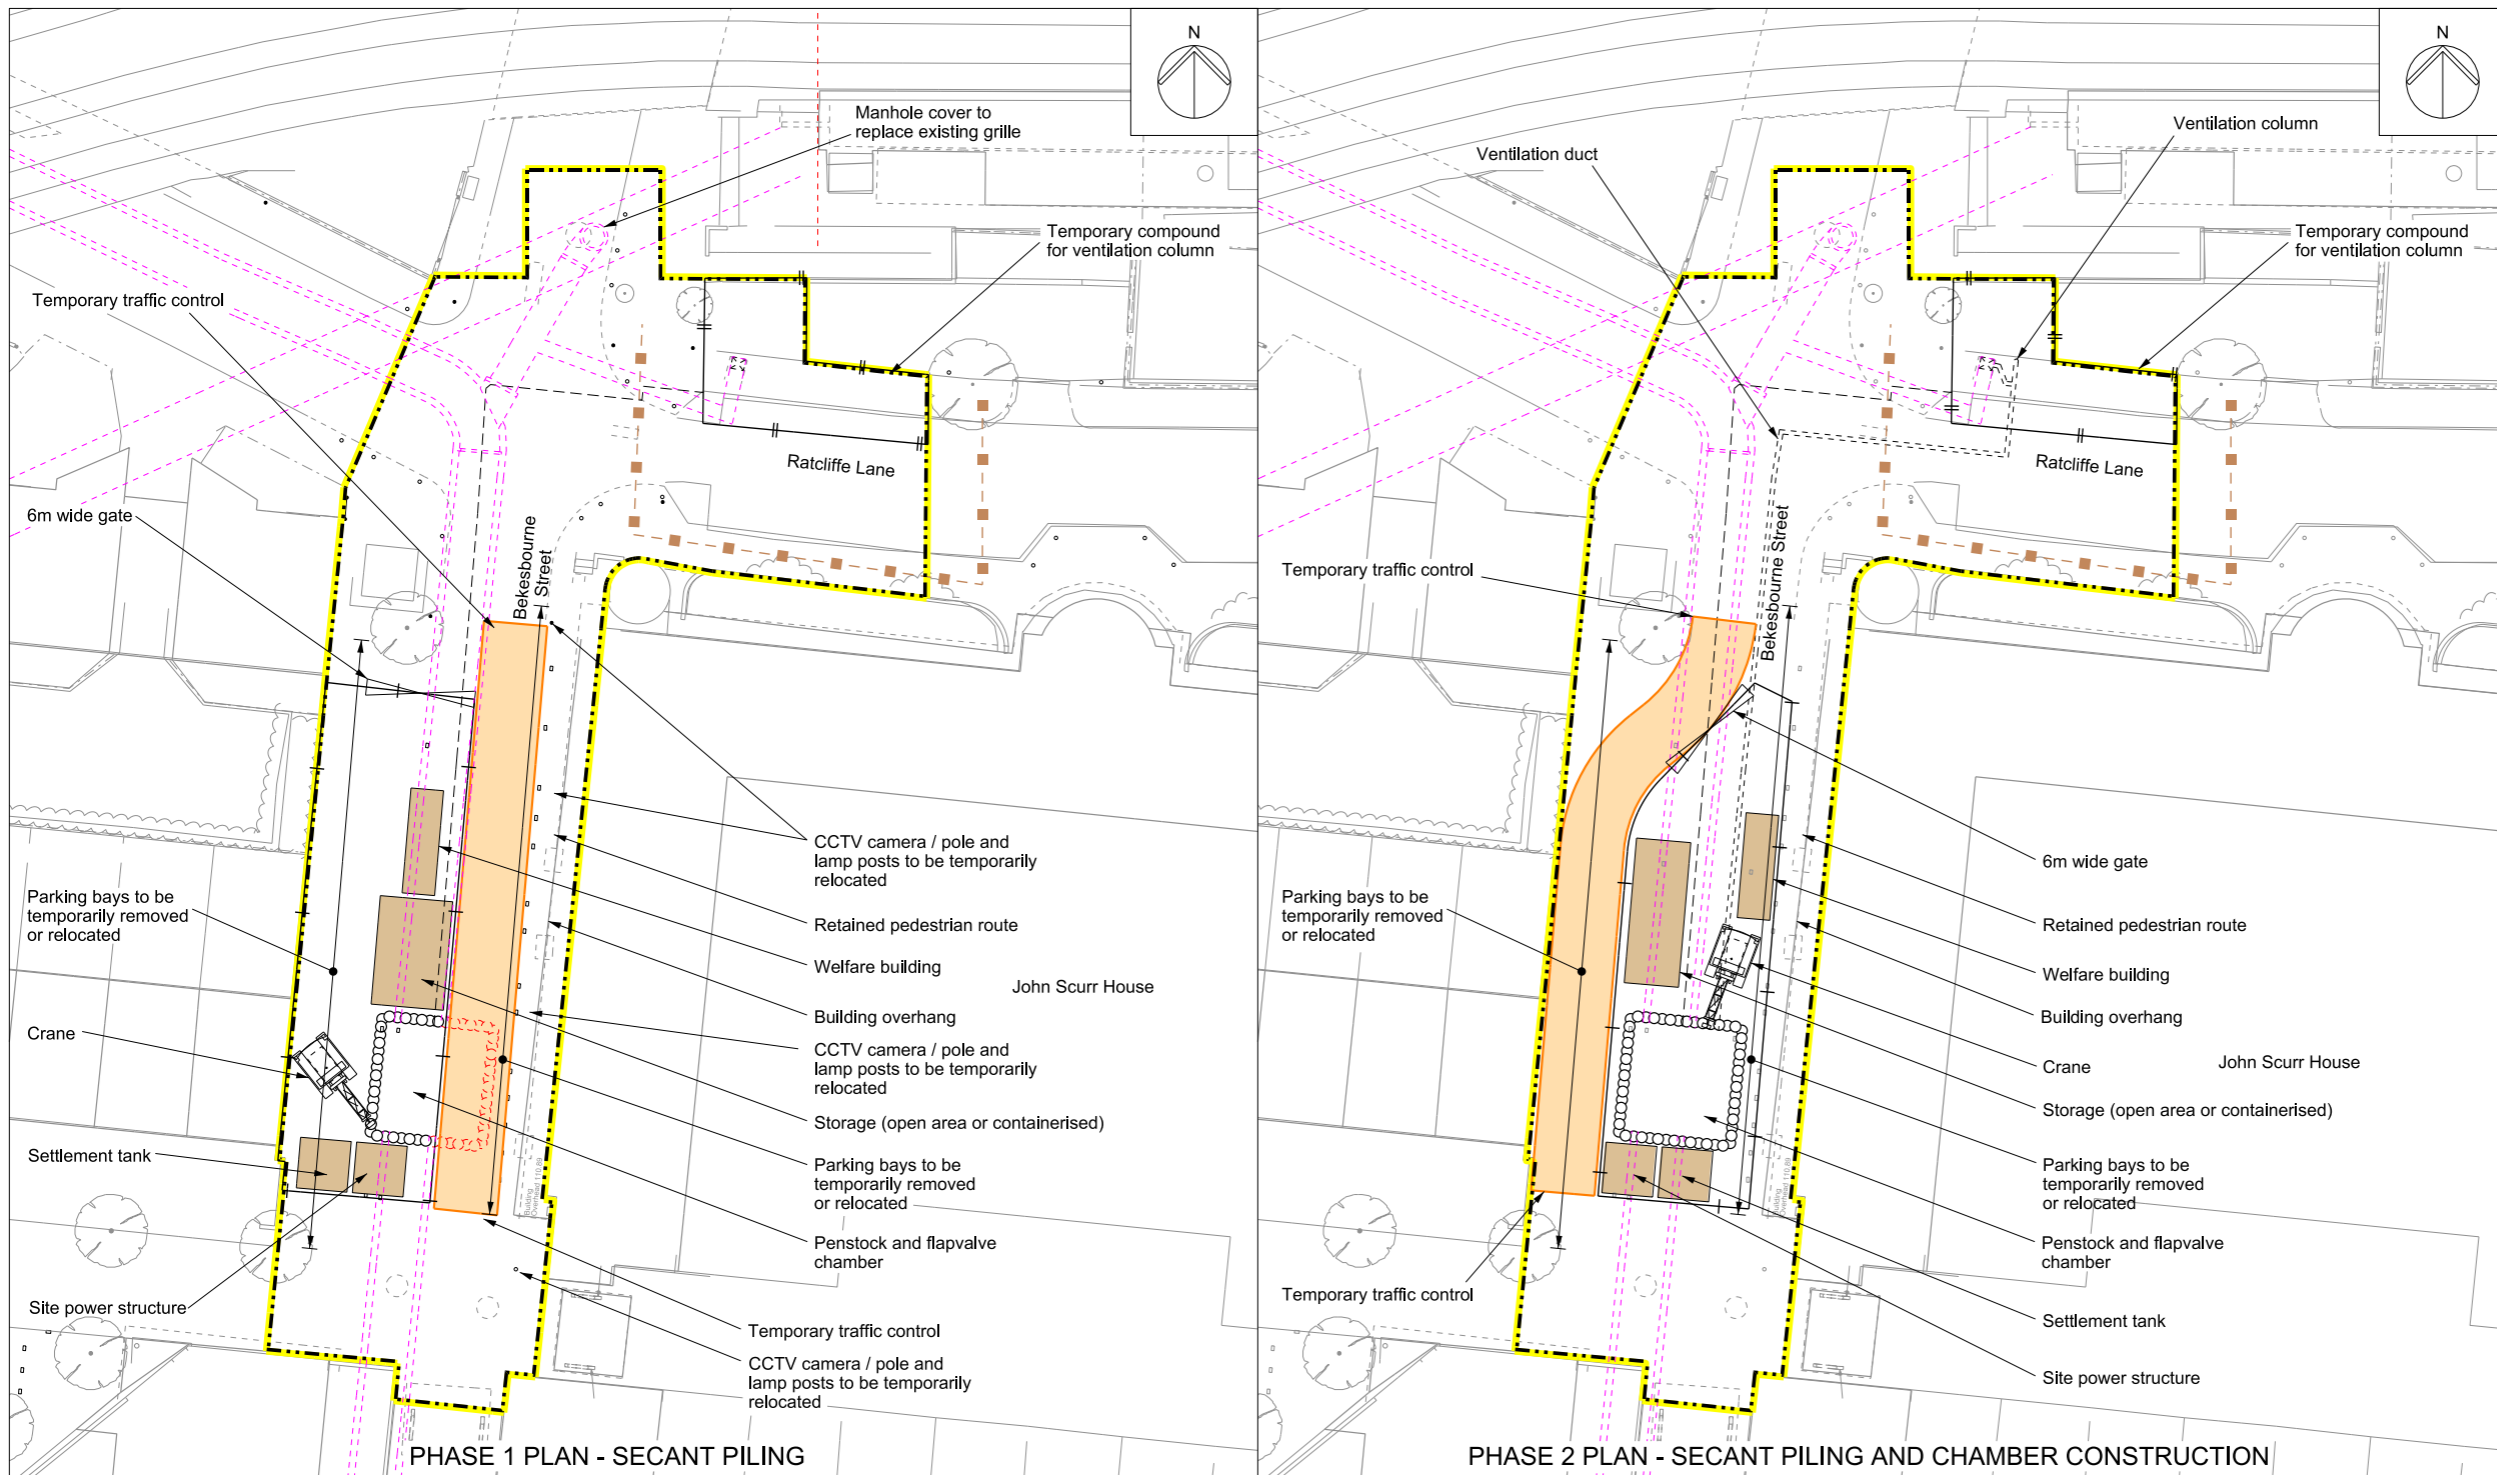 N
Manhole cover to
replace existing grille
Temporary compound
for ventilation column
Temporary traffic control
Ratcliffe Lane
6m wide gate
Bekesbourne
Street
CCTV camera / pole and
lamp posts to be temporarily
relocated
Parking bays to be
temporarily removed
or relocated
Retained pedestrian route
Welfare building
John Scurr House
Building overhang
Crane
CCTV camera / pole and
lamp posts to be temporarily
relocated
Storage (open area or containerised)
Settlement tank
Parking bays to be
temporarily removed
or relocated
Building
Overhead 110.89
Penstock and flapvalve
chamber
Site power structure
Temporary traffic control
CCTV camera / pole and
lamp posts to be temporarily
relocated
PHASE 1 PLAN - SECANT PILING
N
Ventilation column
Ventilation duct
Temporary compound
for ventilation column
Ratcliffe Lane
Bekesbourne Street
Temporary traffic control
6m wide gate
Parking bays to be
temporarily removed
or relocated
Retained pedestrian route
Welfare building
Building overhang
Crane
John Scurr House
Storage (open area or containerised)
Parking bays to be
temporarily removed
or relocated
Building
Overhead 110.89
Penstock and flapvalve
chamber
Temporary traffic control
Settlement tank
Site power structure
PHASE 2 PLAN - SECANT PILING AND CHAMBER CONSTRUCTION